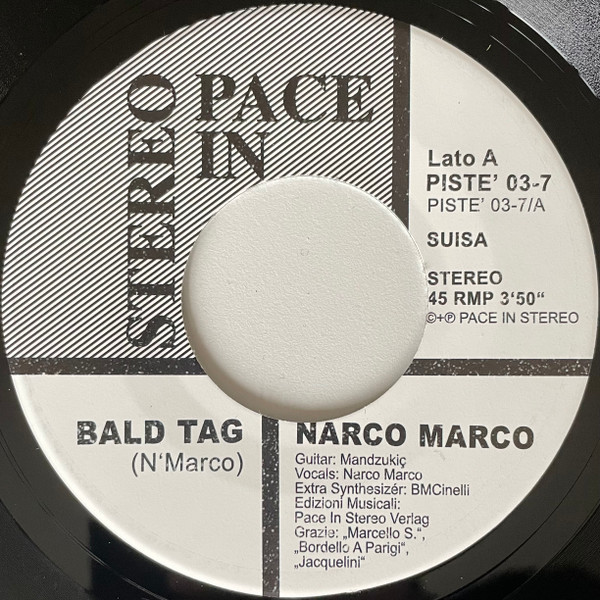 PACE
IN
STEREO
Lato A
PISTE' 03-7
PISTE' 03-7/A
SUISA
STEREO
45 RMP 3'50"
©+℗ PACE IN STEREO
BALD TAG
(N'Marco)
NARCO MARCO
Guitar: Mandzukiç
Vocals: Narco Marco
Extra Synthesizér: BMCinelli
Edizioni Musicali:
Pace In Stereo Verlag
Grazie: „Marcello S.“,
„Bordello A Parigi“,
„Jacquelini“